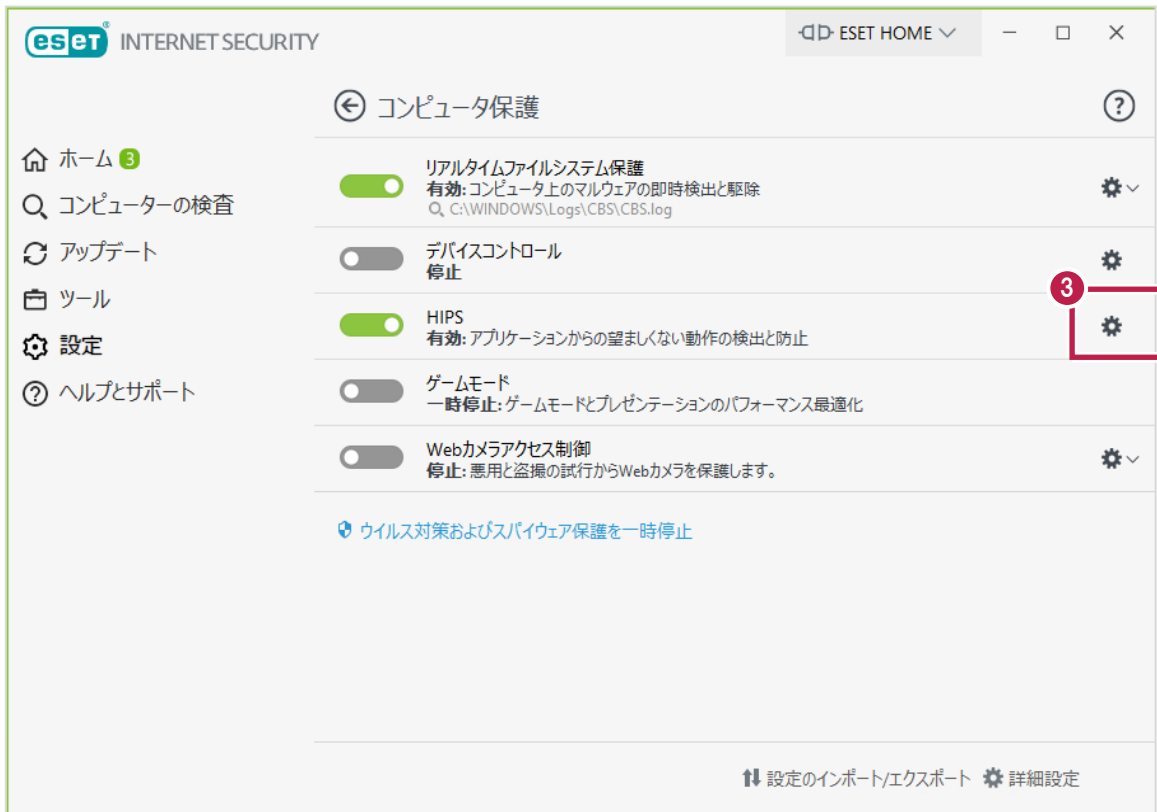 eseT® INTERNET SECURITY
ESET HOME
コンピュータ保護
?
ホーム 3
コンピューターの検査
アップデート
ツール
設定
ヘルプとサポート
リアルタイムファイルシステム保護
有効: コンピュータ上のマルウェアの即時検出と駆除
C:\WINDOWS\Logs\CBS\CBS.log
デバイスコントロール
停止
3
HIPS
有効: アプリケーションからの望ましくない動作の検出と防止
ゲームモード
一時停止: ゲームモードとプレゼンテーションのパフォーマンス最適化
Webカメラアクセス制御
停止: 悪用と盗撮の試行からWebカメラを保護します。
ウイルス対策およびスパイウェア保護を一時停止
設定のインポート/エクスポート 詳細設定